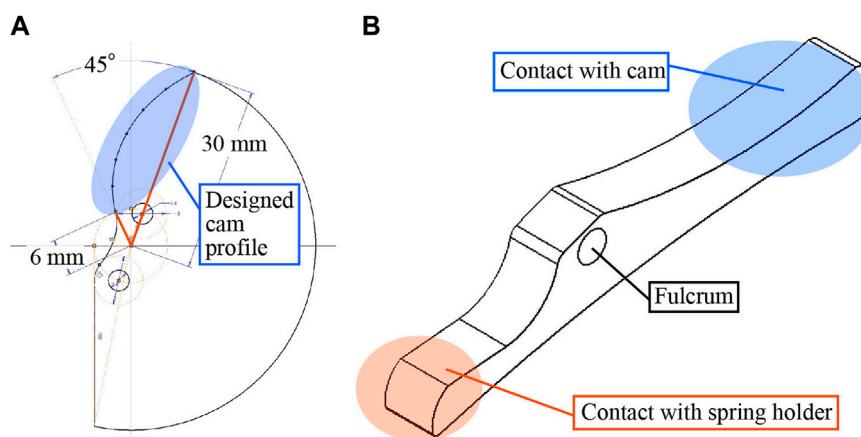 A
B
45°
30 mm
Designed
cam
profile
6 mm
Contact with cam
Fulcrum
Contact with spring holder